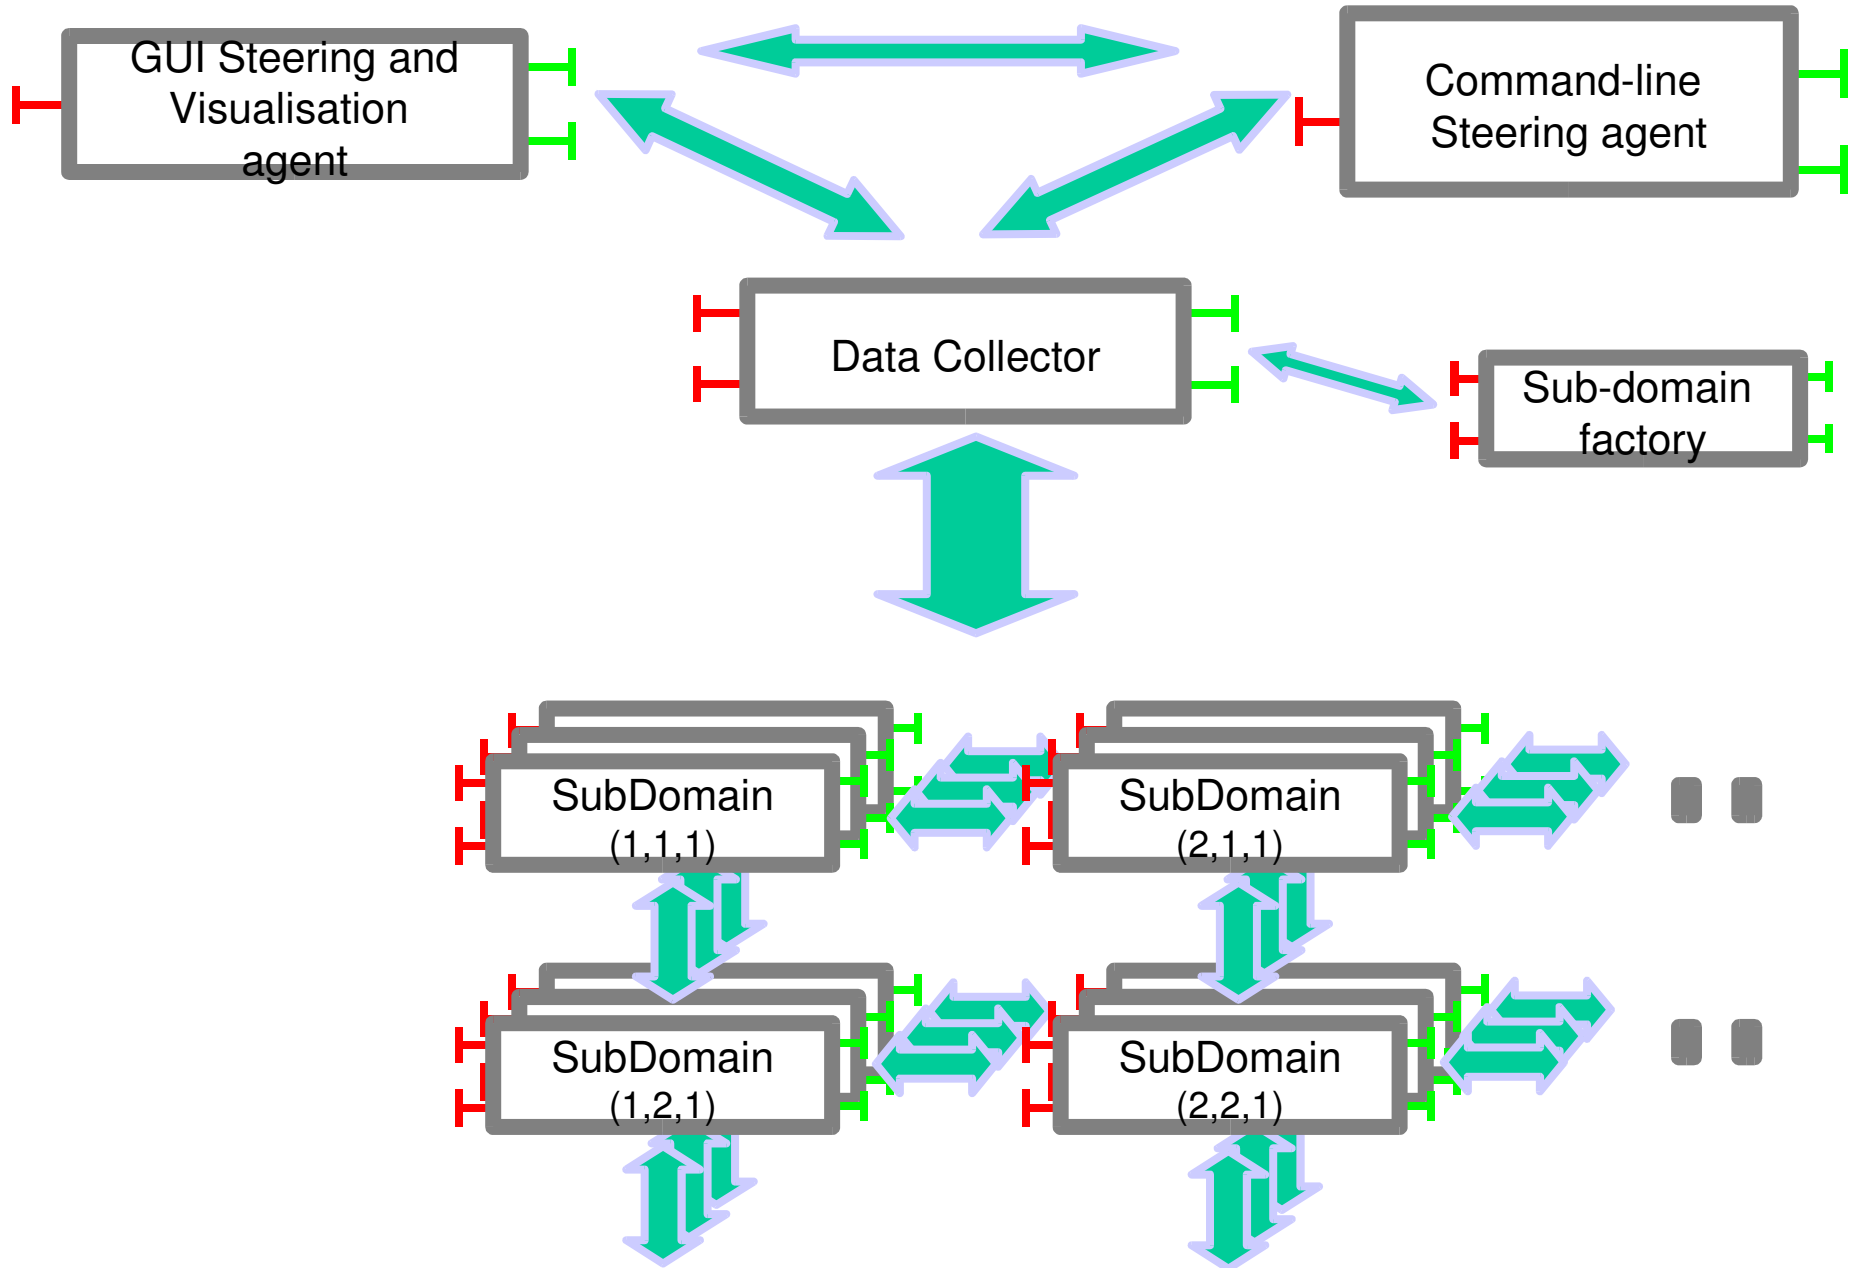 GUI Steering and
Visualisation
agent
Command-line
Steering agent
Data Collector
Sub-domain
factory
SubDomain
(1,1,1)
SubDomain
(2,1,1)
SubDomain
(1,2,1)
SubDomain
(2,2,1)